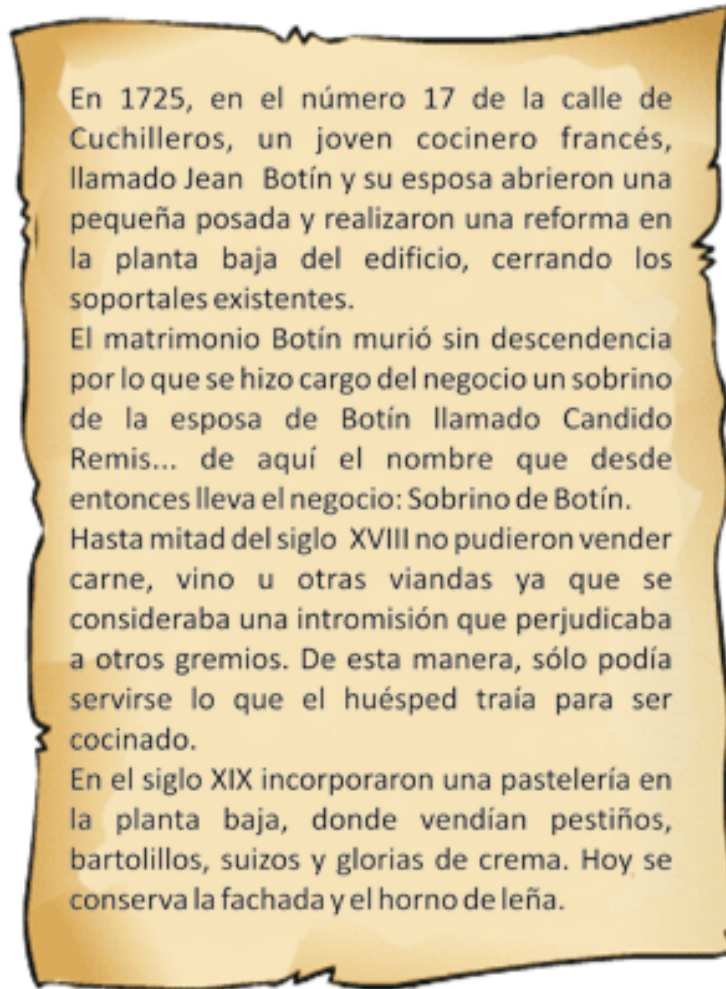 En 1725, en el número 17 de la calle de
Cuchilleros, un joven cocinero francés,
llamado Jean Botín y su esposa abrieron una
pequeña posada y realizaron una reforma en
la planta baja del edificio, cerrando los
soportales existentes.
El matrimonio Botín murió sin descendencia
por lo que se hizo cargo del negocio un sobrino
de la esposa de Botín llamado Candido
Remis... de aquí el nombre que desde
entonces lleva el negocio: Sobrino de Botín.
Hasta mitad del siglo XVIII no pudieron vender
carne, vino u otras viandas ya que se
consideraba una intromisión que perjudicaba
a otros gremios. De esta manera, sólo podía
servirse lo que el huésped traía para ser
cocinado.
En el siglo XIX incorporaron una pastelería en
la planta baja, donde vendían pestiños,
bartolillos, suizos y glorias de crema. Hoy se
conserva la fachada y el horno de leña.